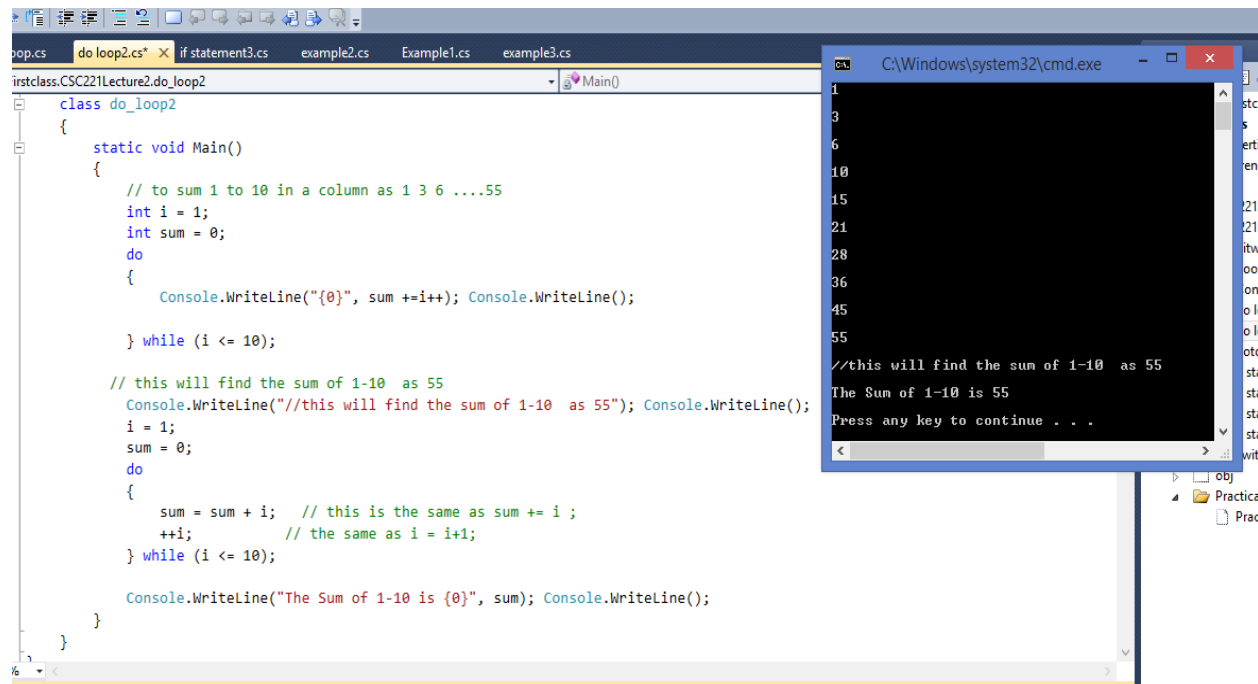 do loop2.cs* if statement3.cs example2.cs Example1.cs example3.cs
irstclass.CSC221Lecture2.do_loop2 Main()
class do_loop2
{
static void Main()
{
// to sum 1 to 10 in a column as 1 3 6 ....55
int i = 1;
int sum = 0;
do
{
Console.WriteLine("{0}", sum +=i++); Console.WriteLine();
} while (i <= 10);
// this will find the sum of 1-10  as 55
Console.WriteLine("//this will find the sum of 1-10  as 55"); Console.WriteLine();
i = 1;
sum = 0;
do
{
sum = sum + i;   // this is the same as sum += i ;
++i;           // the same as i = i+1;
} while (i <= 10);
Console.WriteLine("The Sum of 1-10 is {0}", sum); Console.WriteLine();
}
}
%
C:\Windows\system32\cmd.exe
1
3
6
10
15
21
28
36
45
55
//this will find the sum of 1-10  as 55
The Sum of 1-10 is 55
Press any key to continue . . .
obj
Practica
Prac